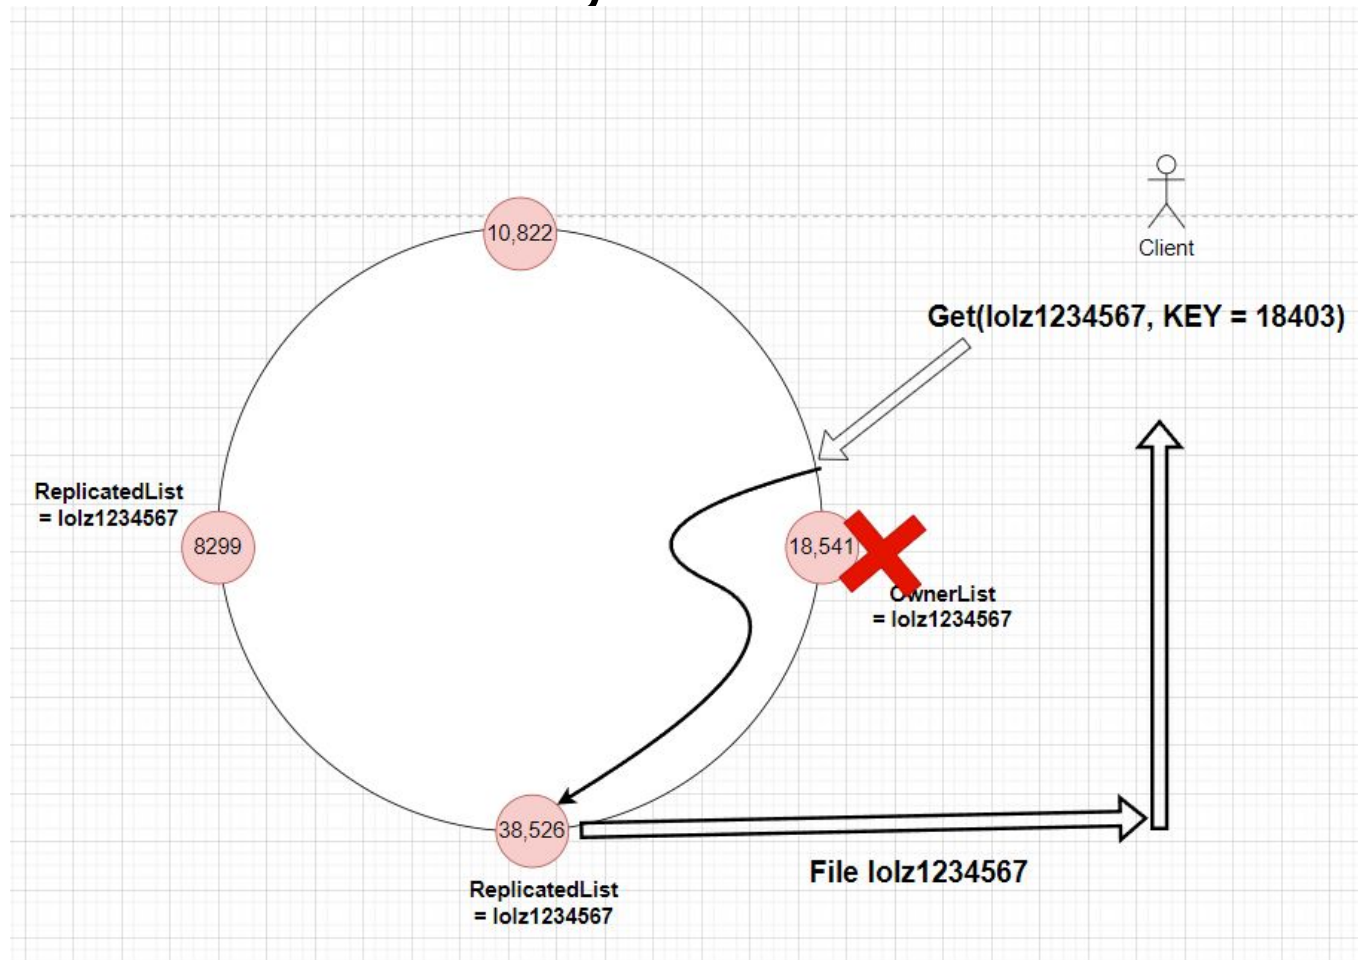 10,822
Client
Get(lolz1234567, KEY = 18403)
ReplicatedList
= lolz1234567
8299
18,541
OwnerList
= lolz1234567
38,526
File lolz1234567
ReplicatedList
= lolz1234567